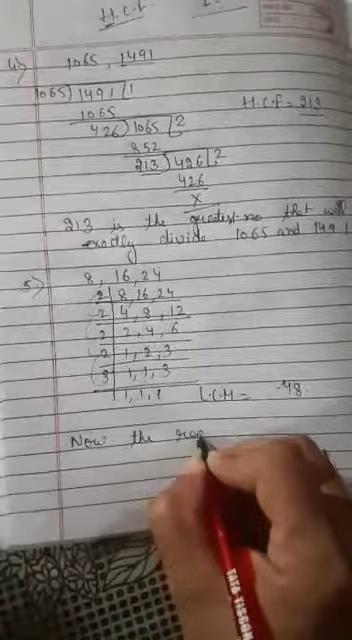 H.C.F
4) 1065, 1491
1065) 1491 (1
1065
426) 1065 (2
H.C.F = 213
852
213) 426 (2
426
x
213 is the greatest no that will
exactly divide 1065 and 1491
5) 8, 16, 24
2 | 8, 16, 24
2 | 4, 8, 12
2 | 2, 4, 6
2 | 1, 2, 3
3 | 1, 1, 3
1, 1, 1
L.C.M = 48
Now the